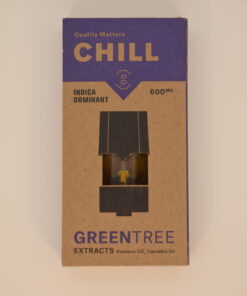 Quality Matters
CHILL
INDICA 600MG
DOMINANT
GREENTREE
EXTRACTS Premium CO2 Cannabis Oil